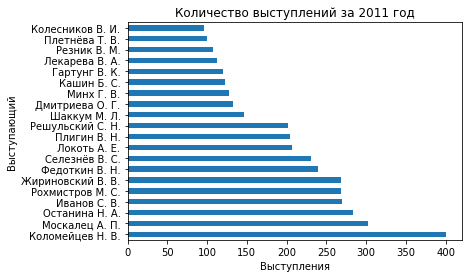 Количество выступлений за 2011 год
Выступающий
Колесников В. И.
Плетнёва Т. В.
Резник В. М.
Лекарева В. А.
Гартунг В. К.
Кашин Б. С.
Минх Г. В.
Дмитриева О. Г.
Шаккум М. Л.
Решульский С. Н.
Плигин В. Н.
Локоть А. Е.
Селезнёв В. С.
Федоткин В. Н.
Жириновский В. В.
Рохмистров М. С.
Иванов С. В.
Останина Н. А.
Москалец А. П.
Коломейцев Н. В.
0 50 100 150 200 250 300 350 400
Выступления